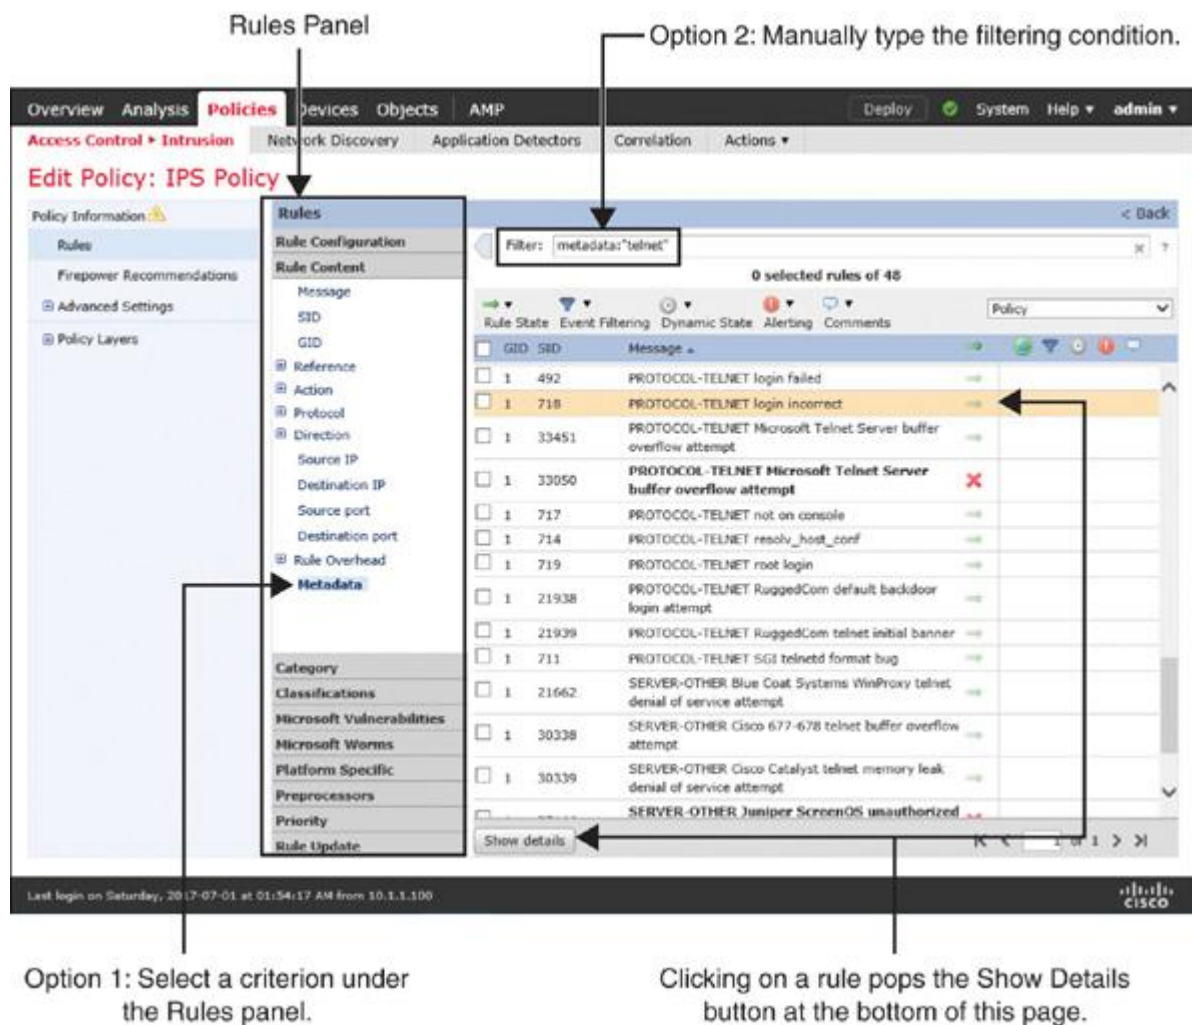 Rules Panel
Option 2: Manually type the filtering condition.
Overview Analysis Policies Devices Objects AMP Deploy System Help admin
Access Control ▸ Intrusion Network Discovery Application Detectors Correlation Actions
Edit Policy: IPS Policy
Policy Information
Rules
Firepower Recommendations
Advanced Settings
Policy Layers
Rules
Rule Configuration
Rule Content
Message
SID
GID
Reference
Action
Protocol
Direction
Source IP
Destination IP
Source port
Destination port
Rule Overhead
Metadata
Category
Classifications
Microsoft Vulnerabilities
Microsoft Worms
Platform Specific
Preprocessors
Priority
Rule Update
< Back
Filter: metadata:"telnet" ?
0 selected rules of 48
Rule State Event Filtering Dynamic State Alerting Comments Policy
GID SID Message
1 492 PROTOCOL-TELNET login failed
1 718 PROTOCOL-TELNET login incorrect
1 33451 PROTOCOL-TELNET Microsoft Telnet Server buffer
overflow attempt
1 33050 PROTOCOL-TELNET Microsoft Telnet Server
buffer overflow attempt
1 717 PROTOCOL-TELNET not on console
1 714 PROTOCOL-TELNET resolv_host_conf
1 719 PROTOCOL-TELNET root login
1 21938 PROTOCOL-TELNET RuggedCom default backdoor
login attempt
1 21939 PROTOCOL-TELNET RuggedCom telnet initial banner
1 711 PROTOCOL-TELNET SGI telnetd format bug
1 21662 SERVER-OTHER Blue Coat Systems WinProxy telnet
denial of service attempt
1 30338 SERVER-OTHER Cisco 677-678 telnet buffer overflow
attempt
1 30339 SERVER-OTHER Cisco Catalyst telnet memory leak
denial of service attempt
SERVER-OTHER Juniper ScreenOS unauthorized
Show details 1 of 1
Last login on Saturday, 2017-07-01 at 01:54:17 AM from 10.1.1.100
CISCO
Option 1: Select a criterion under
the Rules panel.
Clicking on a rule pops the Show Details
button at the bottom of this page.